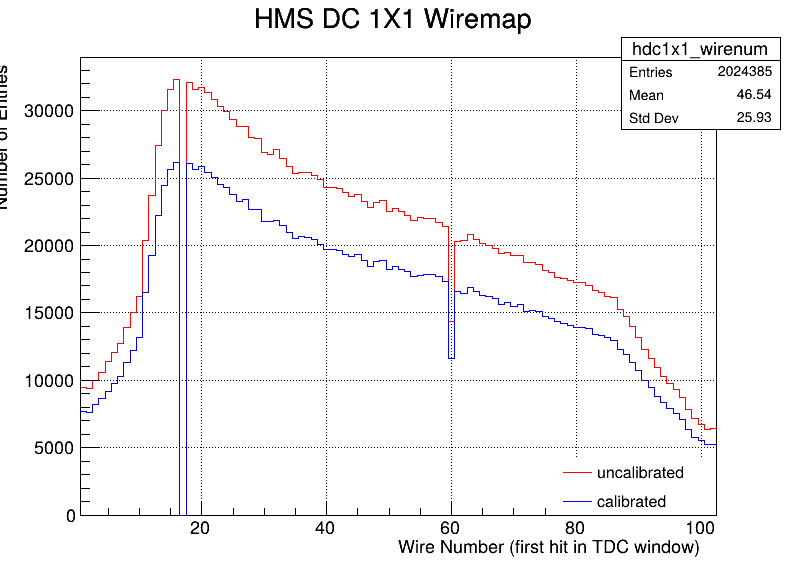 HMS DC 1X1 Wiremap
hdc1x1_wirenum
Entries 2024385
Mean 46.54
Std Dev 25.93
Number of Entries
30000
25000
20000
15000
10000
5000
0
20 40 60 80 100
Wire Number (first hit in TDC window)
uncalibrated
calibrated